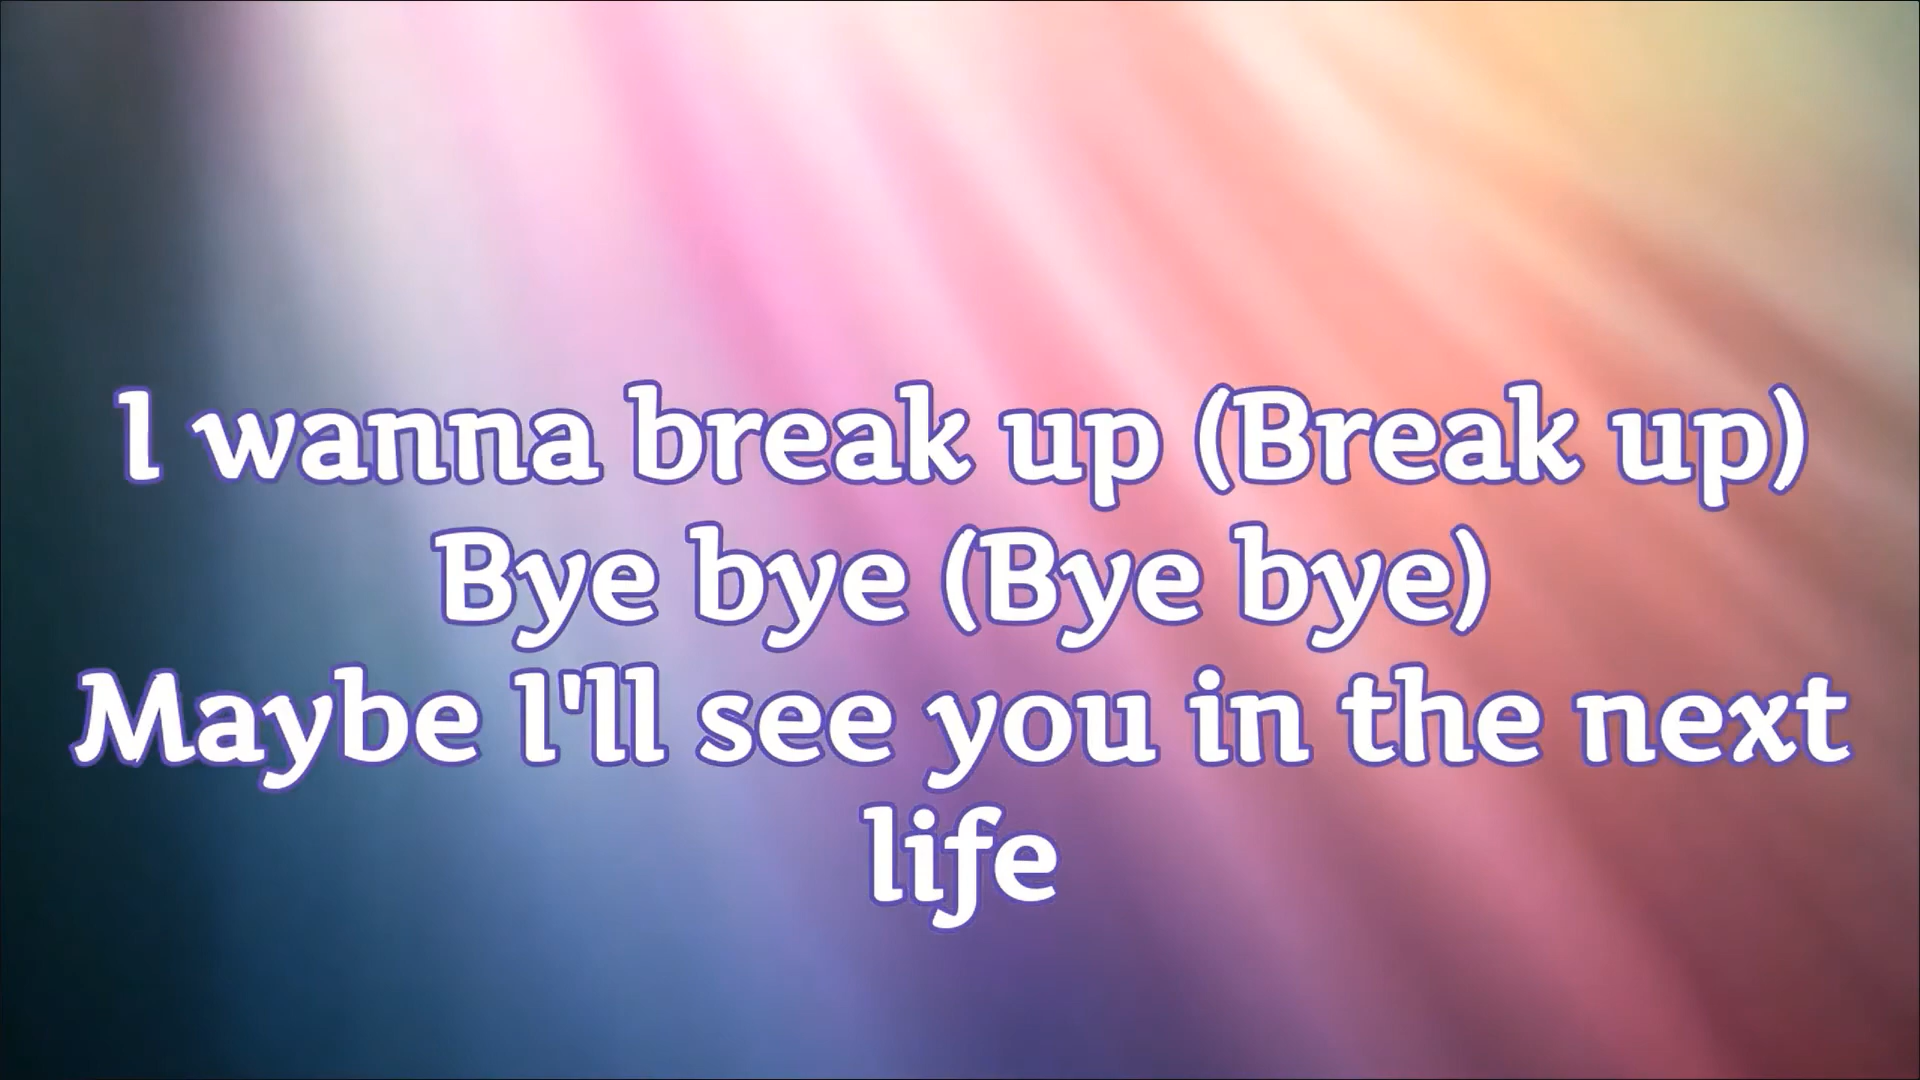 I wanna break up (Break up)
Bye bye (Bye bye)
Maybe I'll see you in the next
life